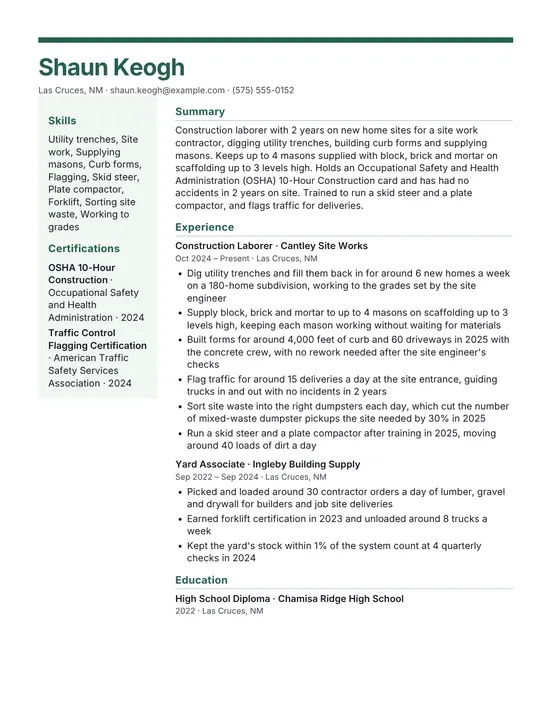 Shaun Keogh
Las Cruces, NM · shaun.keogh@example.com · (575) 555-0152
Skills
Utility trenches, Site
work, Supplying
masons, Curb forms,
Flagging, Skid steer,
Plate compactor,
Forklift, Sorting site
waste, Working to
grades
Certifications
OSHA 10-Hour
Construction ·
Occupational Safety
and Health
Administration · 2024
Traffic Control
Flagging Certification
· American Traffic
Safety Services
Association · 2024
Summary
Construction laborer with 2 years on new home sites for a site work
contractor, digging utility trenches, building curb forms and supplying
masons. Keeps up to 4 masons supplied with block, brick and mortar on
scaffolding up to 3 levels high. Holds an Occupational Safety and Health
Administration (OSHA) 10-Hour Construction card and has had no
accidents in 2 years on site. Trained to run a skid steer and a plate
compactor, and flags traffic for deliveries.
Experience
Construction Laborer · Cantley Site Works
Oct 2024 – Present · Las Cruces, NM
• Dig utility trenches and fill them back in for around 6 new homes a week
on a 180-home subdivision, working to the grades set by the site
engineer
• Supply block, brick and mortar to up to 4 masons on scaffolding up to 3
levels high, keeping each mason working without waiting for materials
• Built forms for around 4,000 feet of curb and 60 driveways in 2025 with
the concrete crew, with no rework needed after the site engineer's
checks
• Flag traffic for around 15 deliveries a day at the site entrance, guiding
trucks in and out with no incidents in 2 years
• Sort site waste into the right dumpsters each day, which cut the number
of mixed-waste dumpster pickups the site needed by 30% in 2025
• Run a skid steer and a plate compactor after training in 2025, moving
around 40 loads of dirt a day
Yard Associate · Ingleby Building Supply
Sep 2022 – Sep 2024 · Las Cruces, NM
• Picked and loaded around 30 contractor orders a day of lumber, gravel
and drywall for builders and job site deliveries
• Earned forklift certification in 2023 and unloaded around 8 trucks a
week
• Kept the yard's stock within 1% of the system count at 4 quarterly
checks in 2024
Education
High School Diploma · Chamisa Ridge High School
2022 · Las Cruces, NM